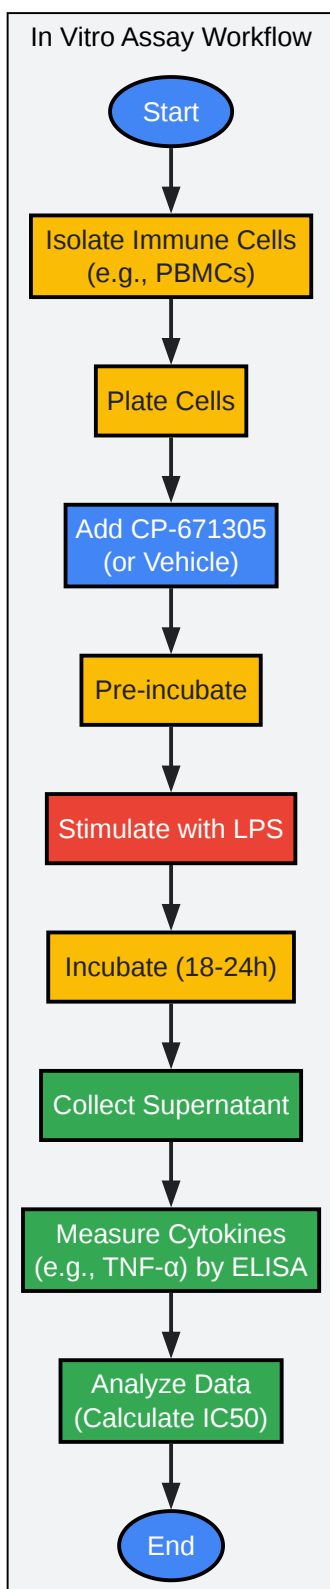 In Vitro Assay Workflow
Start
Isolate Immune Cells
(e.g., PBMCs)
Plate Cells
Add CP-671305
(or Vehicle)
Pre-incubate
Stimulate with LPS
Incubate (18-24h)
Collect Supernatant
Measure Cytokines
(e.g., TNF-α) by ELISA
Analyze Data
(Calculate IC50)
End